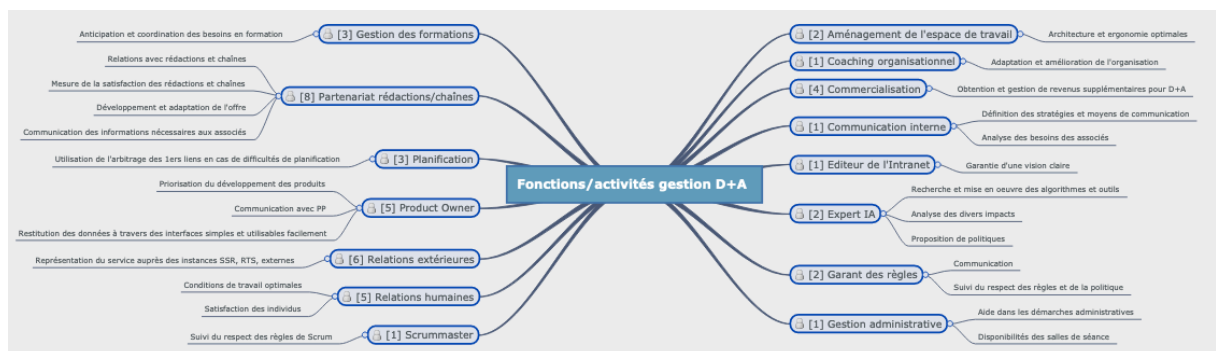 Fonctions/activités gestion D+A
[3] Gestion des formations
Anticipation et coordination des besoins en formation
[8] Partenariat rédactions/chaînes
Relations avec rédactions et chaînes
Mesure de la satisfaction des rédactions et chaînes
Développement et adaptation de l'offre
Communication des informations nécessaires aux associés
[3] Planification
Utilisation de l'arbitrage des 1ers liens en cas de difficultés de planification
[5] Product Owner
Priorisation du développement des produits
Communication avec PP
Restitution des données à travers des interfaces simples et utilisables facilement
[6] Relations extérieures
Représentation du service auprès des instances SSR, RTS, externes
[5] Relations humaines
Conditions de travail optimales
Satisfaction des individus
[1] Scrummaster
Suivi du respect des règles de Scrum
[2] Aménagement de l'espace de travail
Architecture et ergonomie optimales
[1] Coaching organisationnel
Adaptation et amélioration de l'organisation
[4] Commercialisation
Obtention et gestion de revenus supplémentaires pour D+A
[1] Communication interne
Définition des stratégies et moyens de communication
Analyse des besoins des associés
[1] Editeur de l'Intranet
Garantie d'une vision claire
[2] Expert IA
Recherche et mise en oeuvre des algorithmes et outils
Analyse des divers impacts
Proposition de politiques
[2] Garant des règles
Communication
Suivi du respect des règles et de la politique
[1] Gestion administrative
Aide dans les démarches administratives
Disponibilités des salles de séance